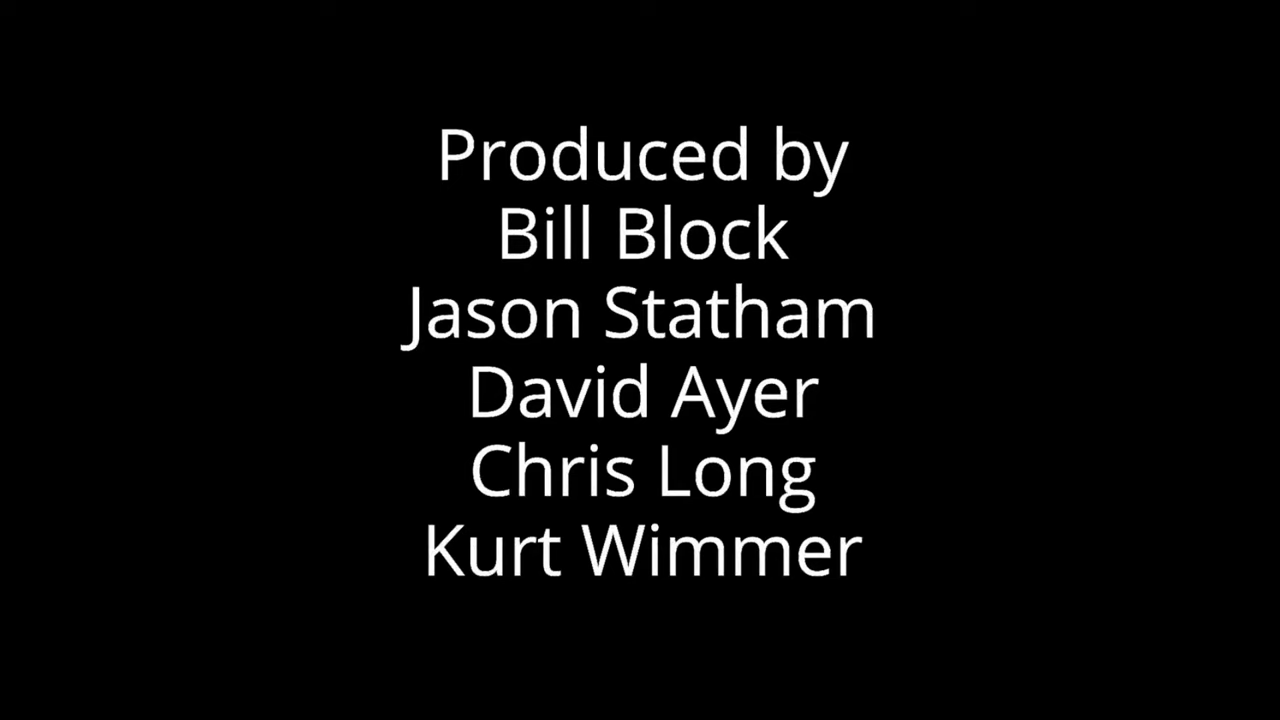 Produced by
Bill Block
Jason Statham
David Ayer
Chris Long
Kurt Wimmer